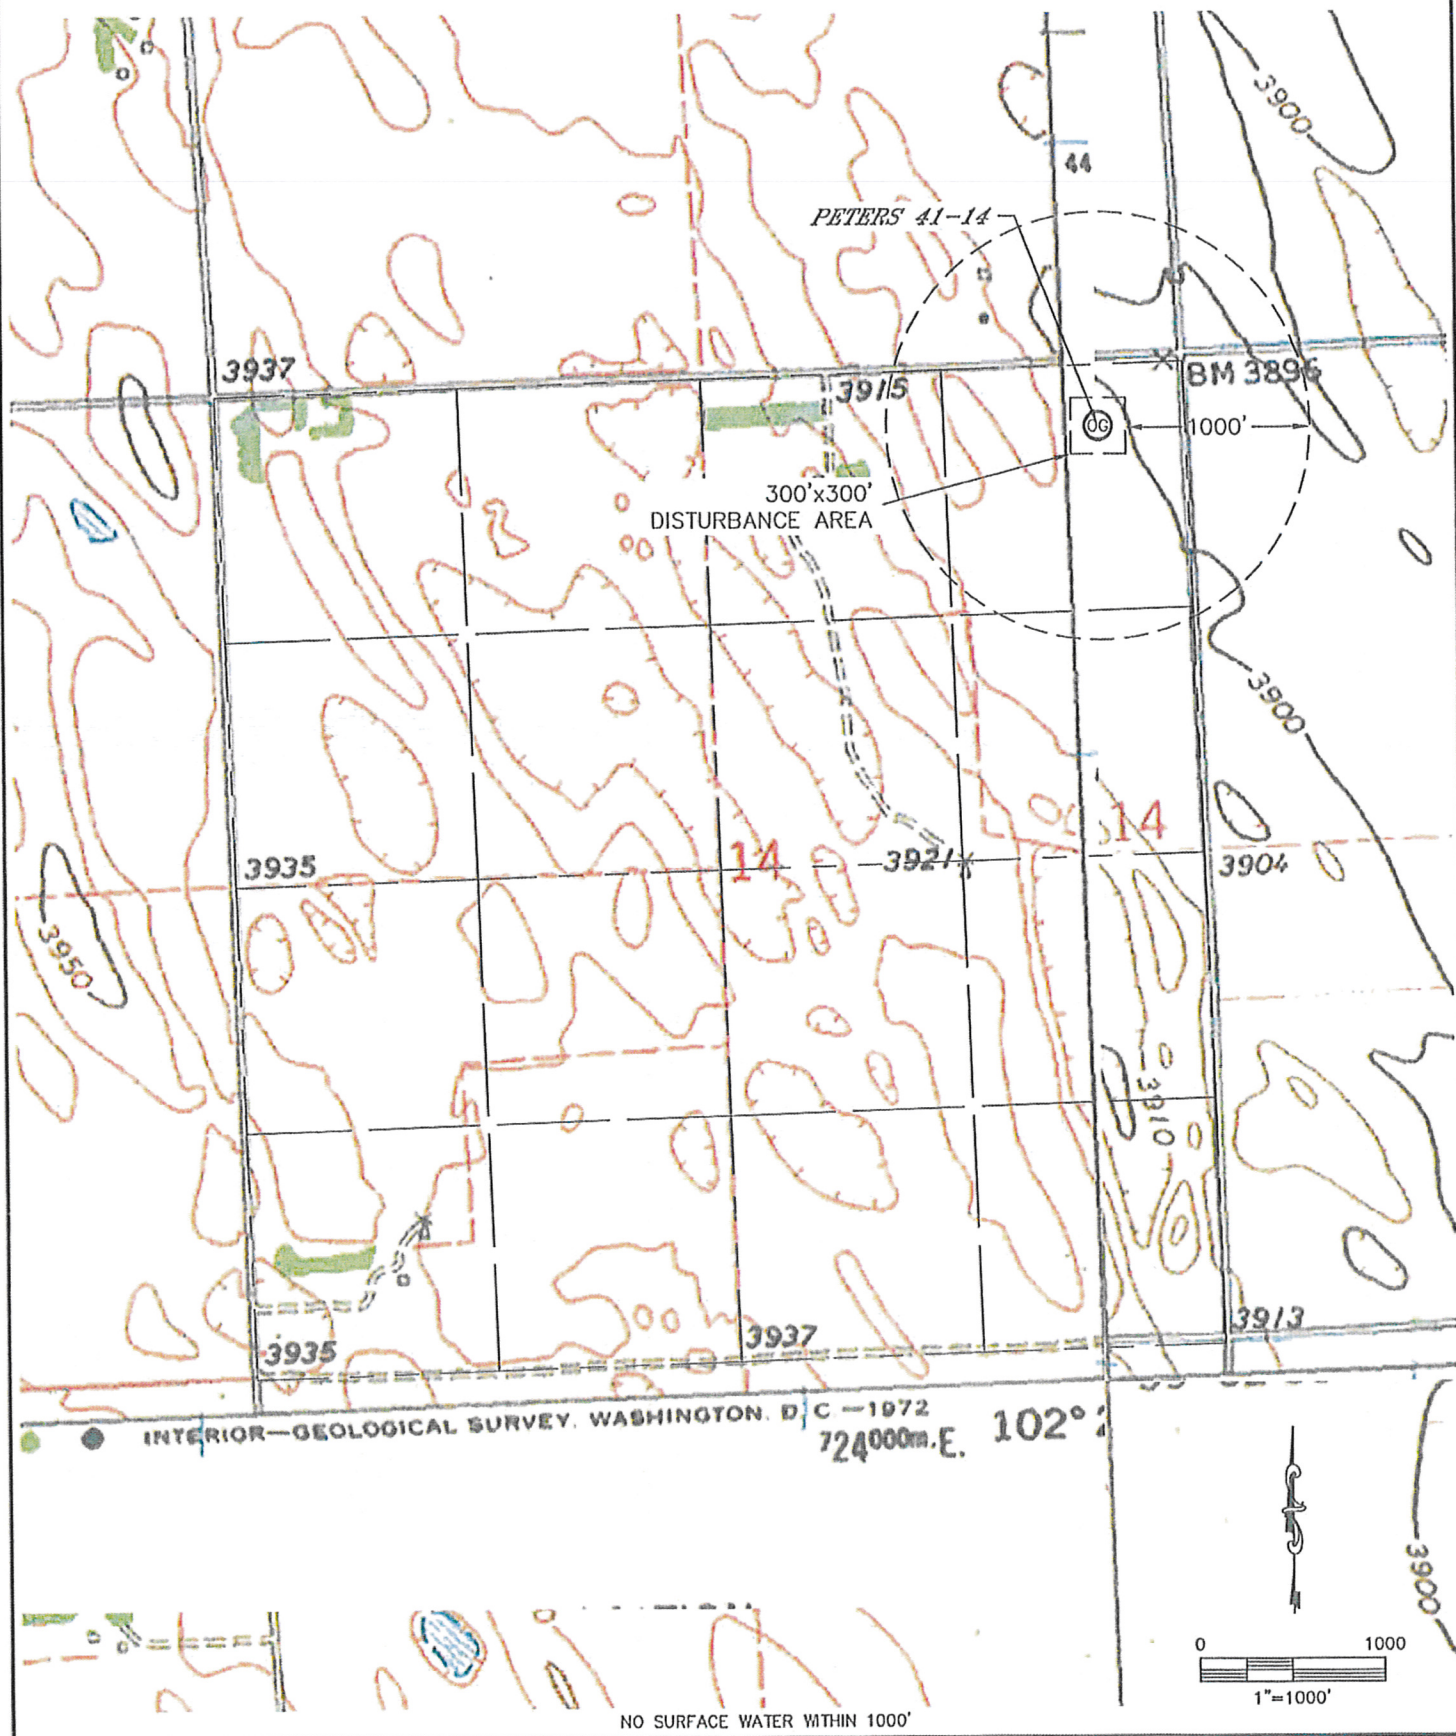 3900
44
PETERS 41-14
3937
3915
BM 3896
OG
1000'
300'x300'
DISTURBANCE AREA
3900
14
14
3935
3921
3904
3950
3910
3913
3935
3937
INTERIOR—GEOLOGICAL SURVEY, WASHINGTON, D.C.—1972
724000m.E.
102°
3900
0 1000
1"=1000'
NO SURFACE WATER WITHIN 1000'